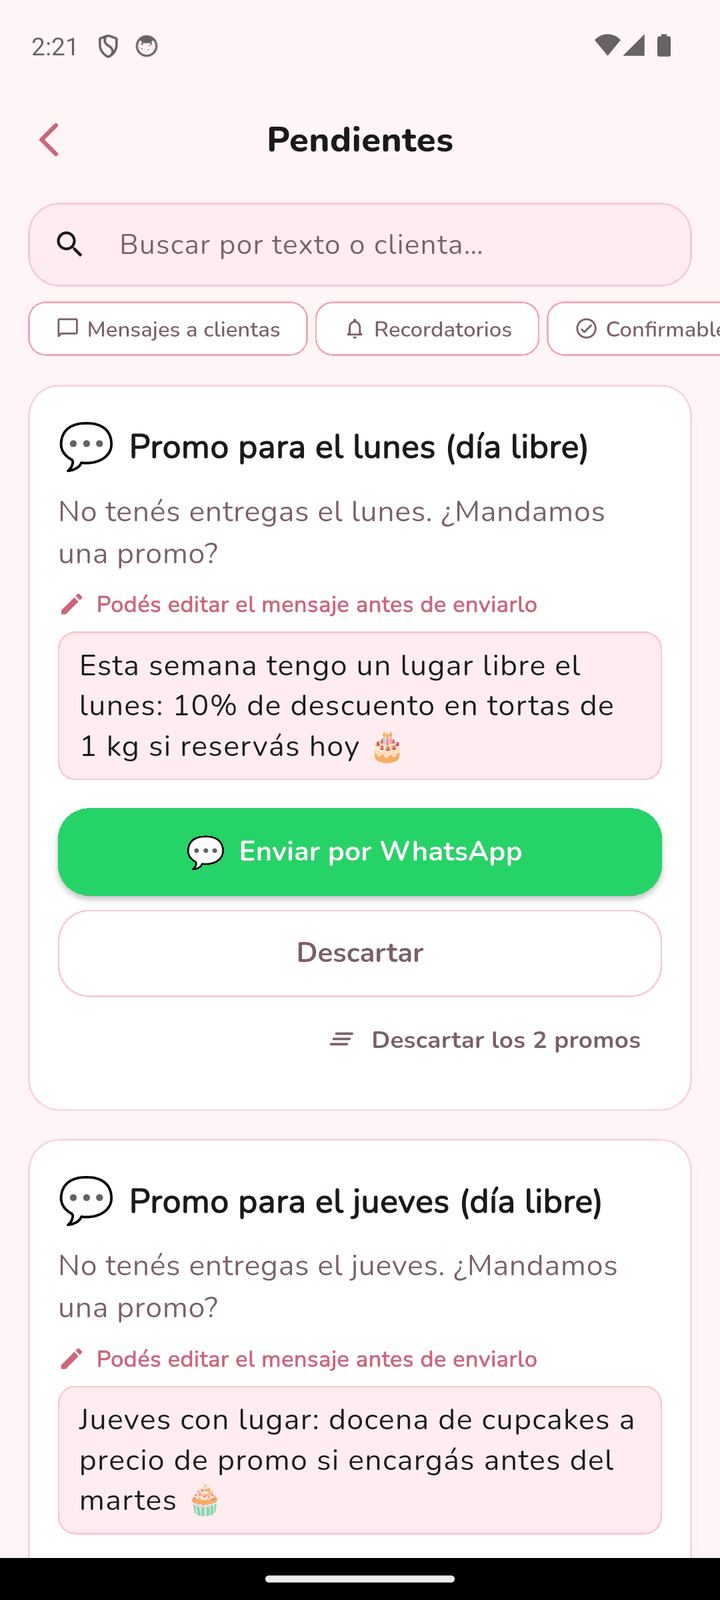 2:21
Pendientes
Buscar por texto o clienta...
Mensajes a clientas
Recordatorios
Promo para el lunes (día libre)
No tenés entregas el lunes. ¿Mandamos
una promo?
Podés editar el mensaje antes de enviarlo
Esta semana tengo un lugar libre el
lunes: 10% de descuento en tortas de
1 kg si reservás hoy 🎂
Enviar por WhatsApp
Descartar
Descartar los 2 promos
Promo para el jueves (día libre)
No tenés entregas el jueves. ¿Mandamos
una promo?
Podés editar el mensaje antes de enviarlo
Jueves con lugar: docena de cupcakes a
precio de promo si encargás antes del
martes 🧁